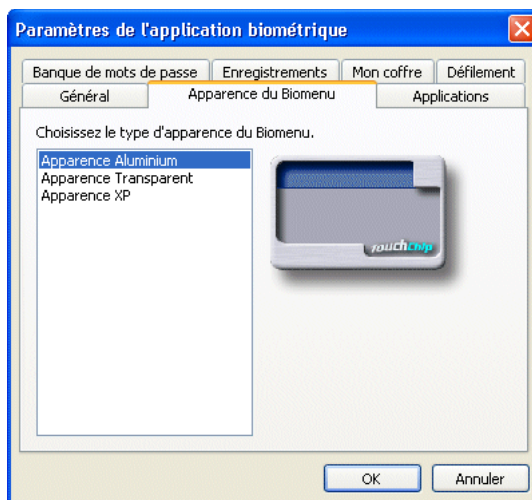 Paramètres de l'application biométrique
Banque de mots de passe Enregistrements Mon coffre Défilement
Général Apparence du Biomenu Applications
Choisissez le type d'apparence du Biomenu.
Apparence Aluminium
Apparence Transparent
Apparence XP
touchchip
OK Annuler